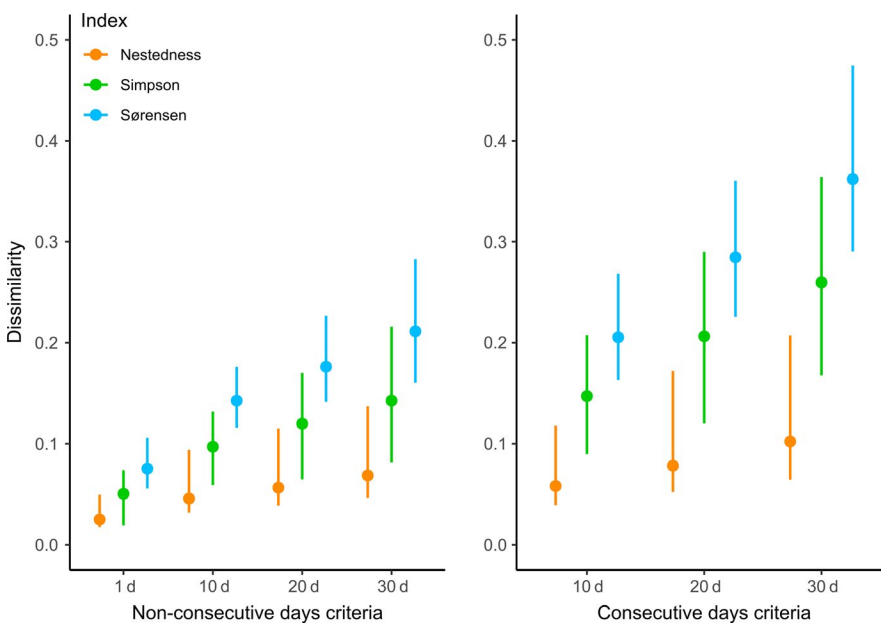 Index
Nestedness
Simpson
Sørensen
Dissimilarity
0.5
0.4
0.3
0.2
0.1
0.0
1 d
10 d
20 d
30 d
Non-consecutive days criteria
0.5
0.4
0.3
0.2
0.1
0.0
10 d
20 d
30 d
Consecutive days criteria